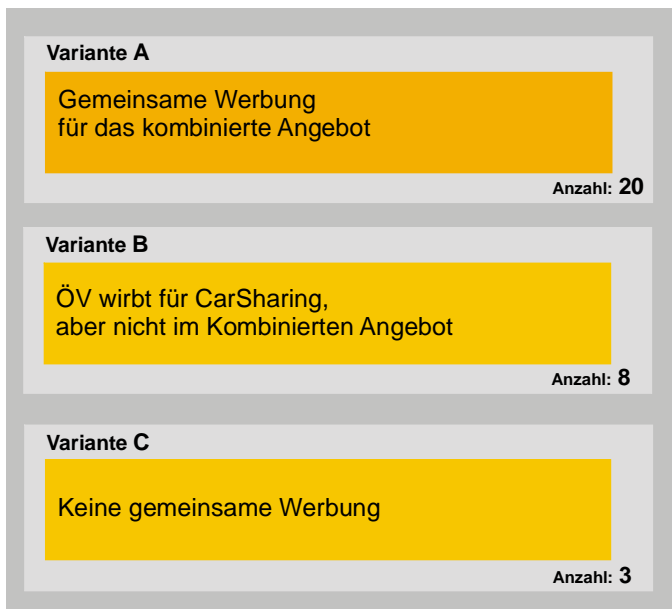 Variante A
Gemeinsame Werbung
für das kombinierte Angebot
Anzahl: 20
Variante B
ÖV wirbt für CarSharing,
aber nicht im Kombinierten Angebot
Anzahl: 8
Variante C
Keine gemeinsame Werbung
Anzahl: 3